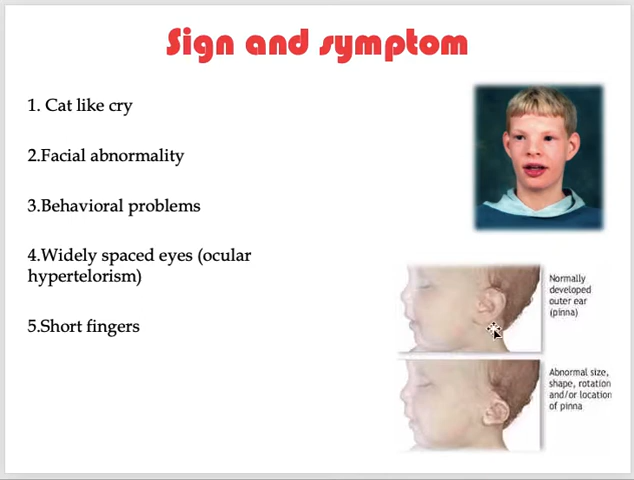 Sign and symptom
1. Cat like cry
2.Facial abnormality
3.Behavioral problems
4.Widely spaced eyes (ocular
hypertelorism)
5.Short fingers
Normally
developed
outer ear
(pinna)
Abnormal size,
shape, rotation
and/or location
of pinna